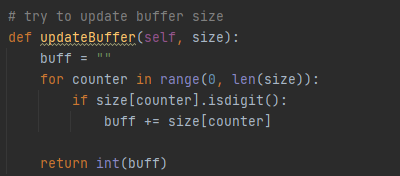 # try to update buffer size
def updateBuffer(self, size):
    buff = ""
    for counter in range(0, len(size)):
        if size[counter].isdigit():
            buff += size[counter]

    return int(buff)